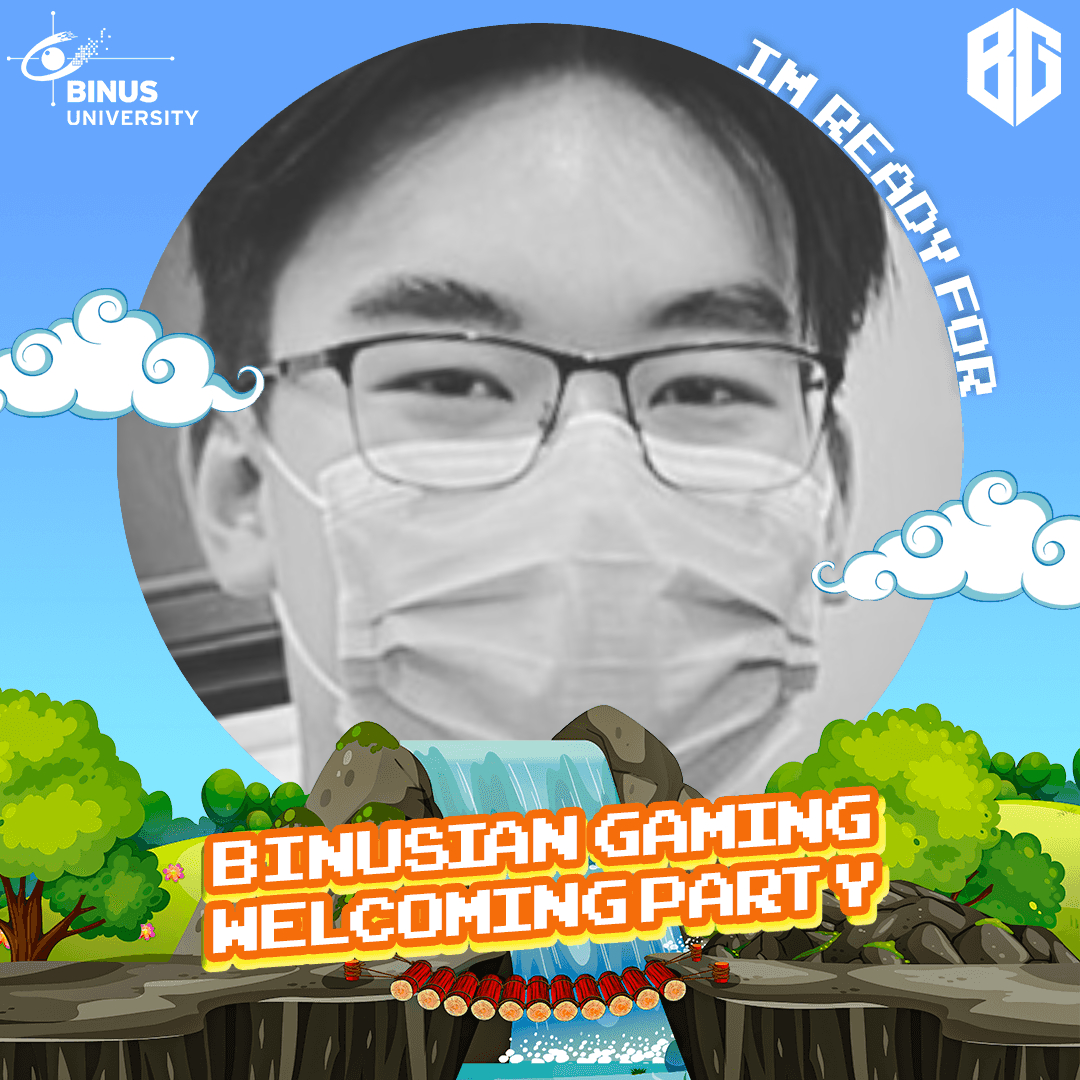 BINUS
UNIVERSITY
BG
IM READY FOR
BINUSIAN GAMING
WELCOMING PARTY